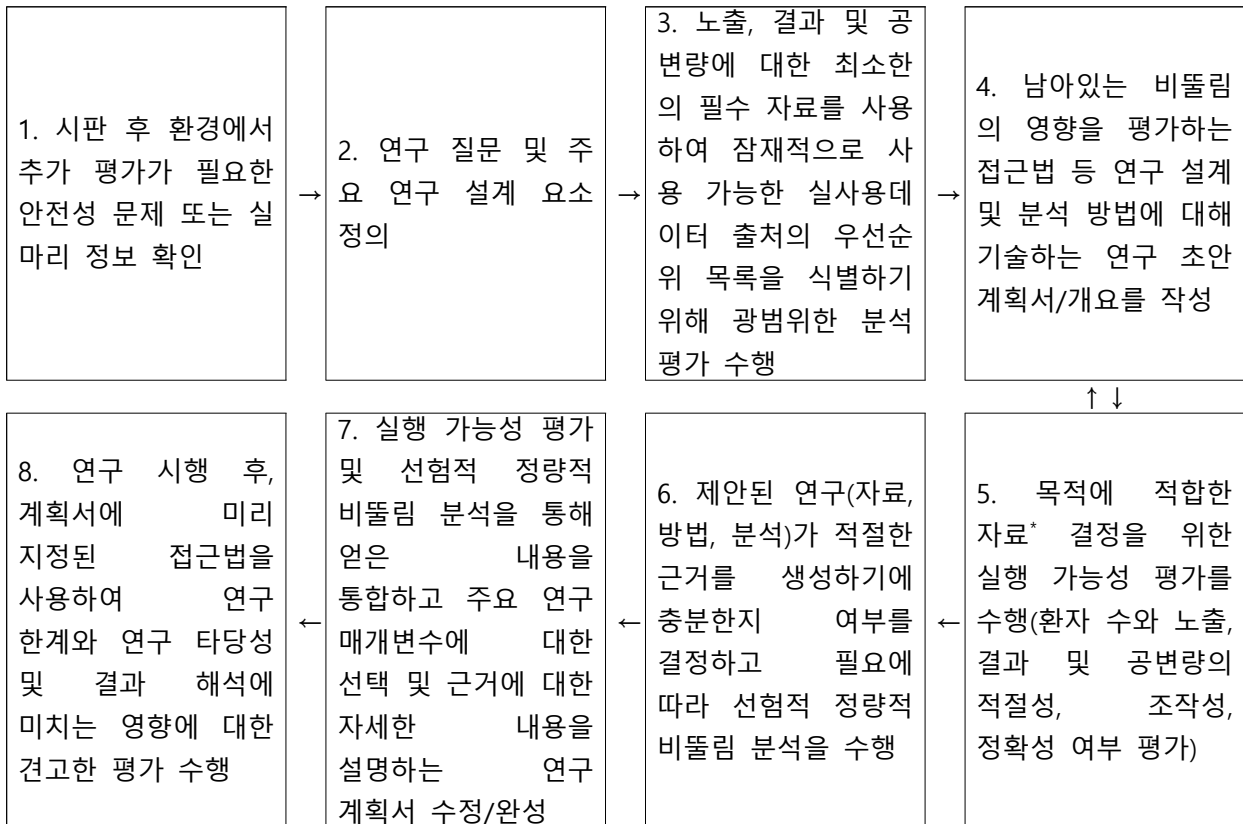 1. 시판 후 환경에서
추가 평가가 필요한
안전성 문제 또는 실
마리 정보 확인
→
2. 연구 질문 및 주
요 연구 설계 요소
정의
→
3. 노출, 결과 및 공
변량에 대한 최소한
의 필수 자료를 사용
하여 잠재적으로 사
용 가능한 실사용데
이터 출처의 우선순
위 목록을 식별하기
위해 광범위한 분석
평가 수행
→
4. 남아있는 비뚤림
의 영향을 평가하는
접근법 등 연구 설계
및 분석 방법에 대해
기술하는 연구 초안
계획서/개요를 작성
↑ ↓
5. 목적에 적합한
자료* 결정을 위한
실행 가능성 평가를
수행(환자 수와 노출,
결과 및 공변량의
적절성, 조작성,
정확성 여부 평가)
←
6. 제안된 연구(자료,
방법, 분석)가 적절한
근거를 생성하기에
충분한지 여부를
결정하고 필요에
따라 선험적 정량적
비뚤림 분석을 수행
←
7. 실행 가능성 평가
및 선험적 정량적
비뚤림 분석을 통해
얻은 내용을
통합하고 주요 연구
매개변수에 대한
선택 및 근거에 대한
자세한 내용을
설명하는 연구
계획서 수정/완성
←
8. 연구 시행 후,
계획서에 미리
지정된 접근법을
사용하여 연구
한계와 연구 타당성
및 결과 해석에
미치는 영향에 대한
견고한 평가 수행